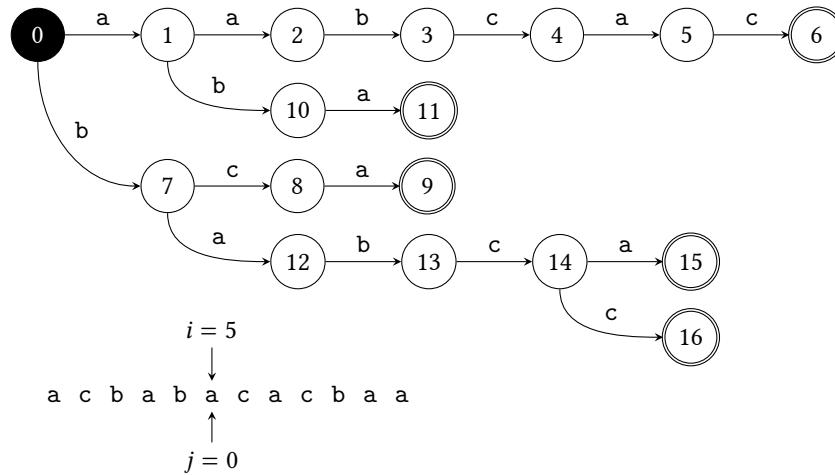 0 a 1 a 2 b 3 c 4 a 5 c 6
b 10 a 11
b
7 c 8 a 9
a 12 b 13 c 14 a 15
c 16
i = 5
a c b a b a c a c b a a
j = 0